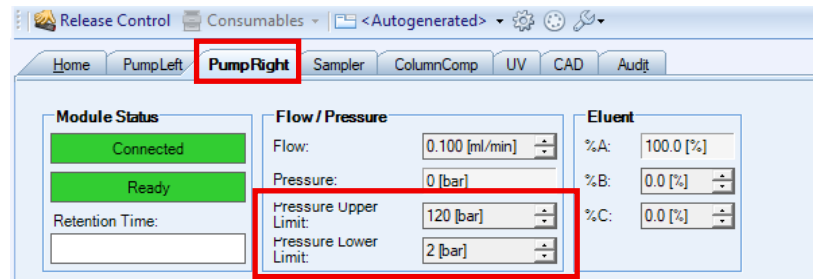 Release Control Consumables <Autogenerated>
Home PumpLeft PumpRight Sampler ColumnComp UV CAD Audit
Module Status Flow / Pressure Eluent
Connected Flow: 0.100 [ml/min] %A: 100.0 [%]
Ready Pressure: 0 [bar] %B: 0.0 [%]
Retention Time: Pressure Upper Limit: 120 [bar] %C: 0.0 [%]
Pressure Lower Limit: 2 [bar]